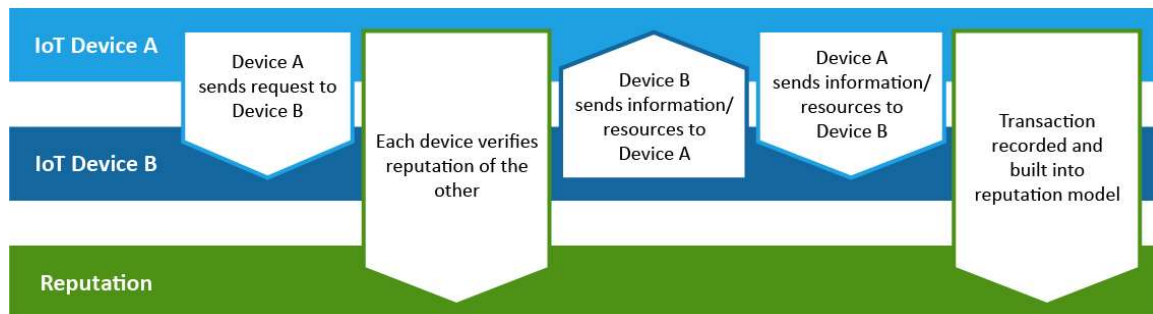 IoT Device A
IoT Device B
Reputation
Device A
sends request to
Device B
Each device verifies
reputation of the
other
Device B
sends information/
resources to
Device A
Device A
sends information/
resources to
Device B
Transaction
recorded and
built into
reputation model